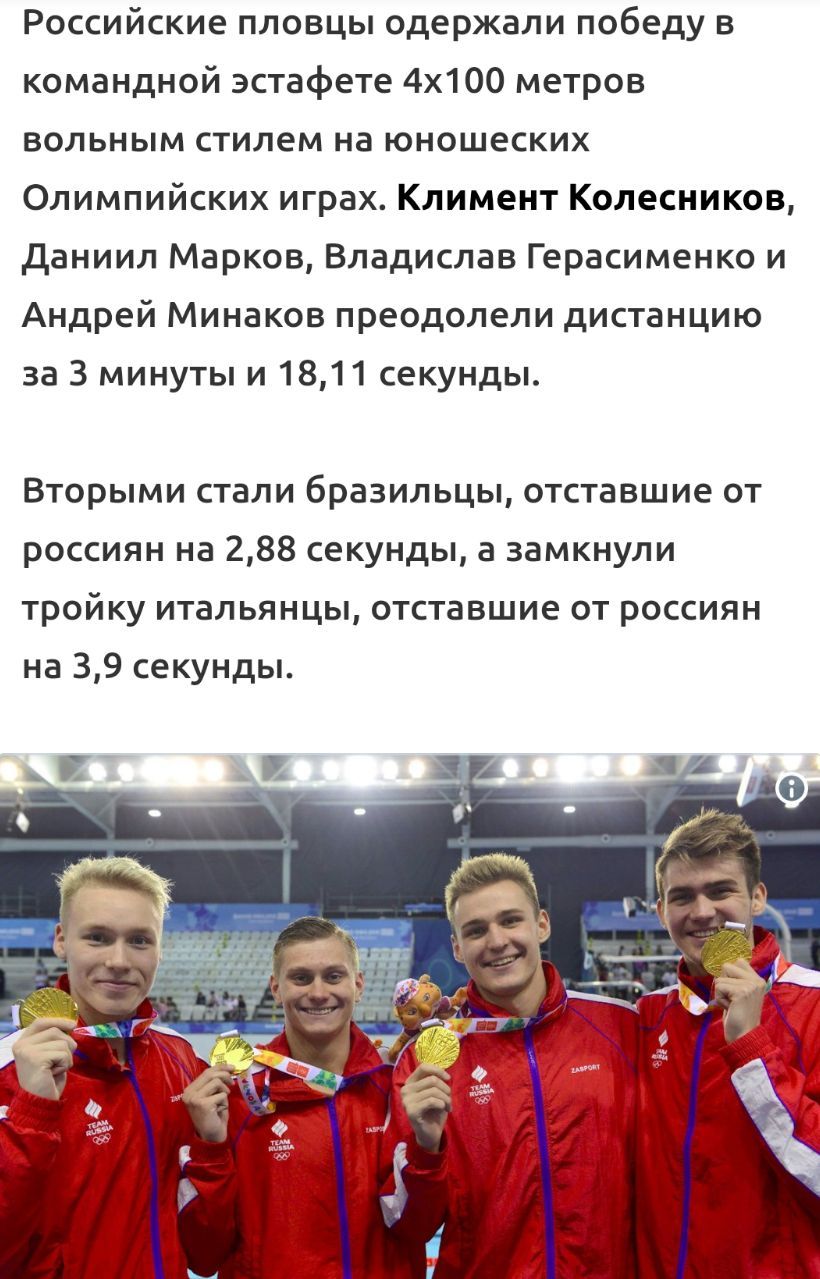 Российские пловцы одержали победу в
командной эстафете 4х100 метров
вольным стилем на юношеских
Олимпийских играх. Климент Колесников,
Даниил Марков, Владислав Герасименко и
Андрей Минаков преодолели дистанцию
за 3 минуты и 18,11 секунды.
Вторыми стали бразильцы, отставшие от
россиян на 2,88 секунды, а замкнули
тройку итальянцы, отставшие от россиян
на 3,9 секунды.
TEAM
RUSSIA
TEAM
RUSSIA
TEAM
RUSSIA
ZASPORT